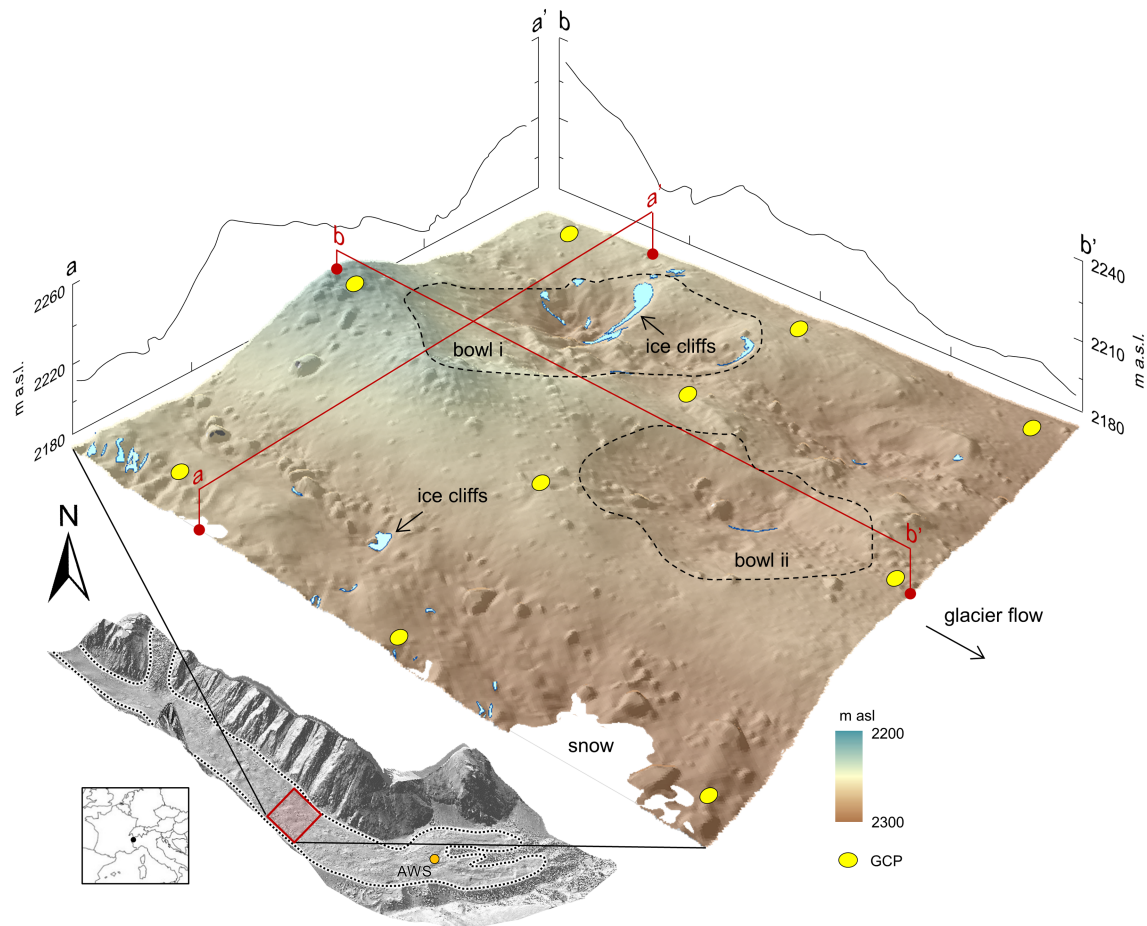 a' b
a'
b
b'
a
2260
2220
2180
m a.s.l.
2240
2210
2180
m a.s.l.
bowl i
ice cliffs
a
ice cliffs
b'
bowl ii
N
glacier flow
snow
m asl
2200
2300
GCP
AWS